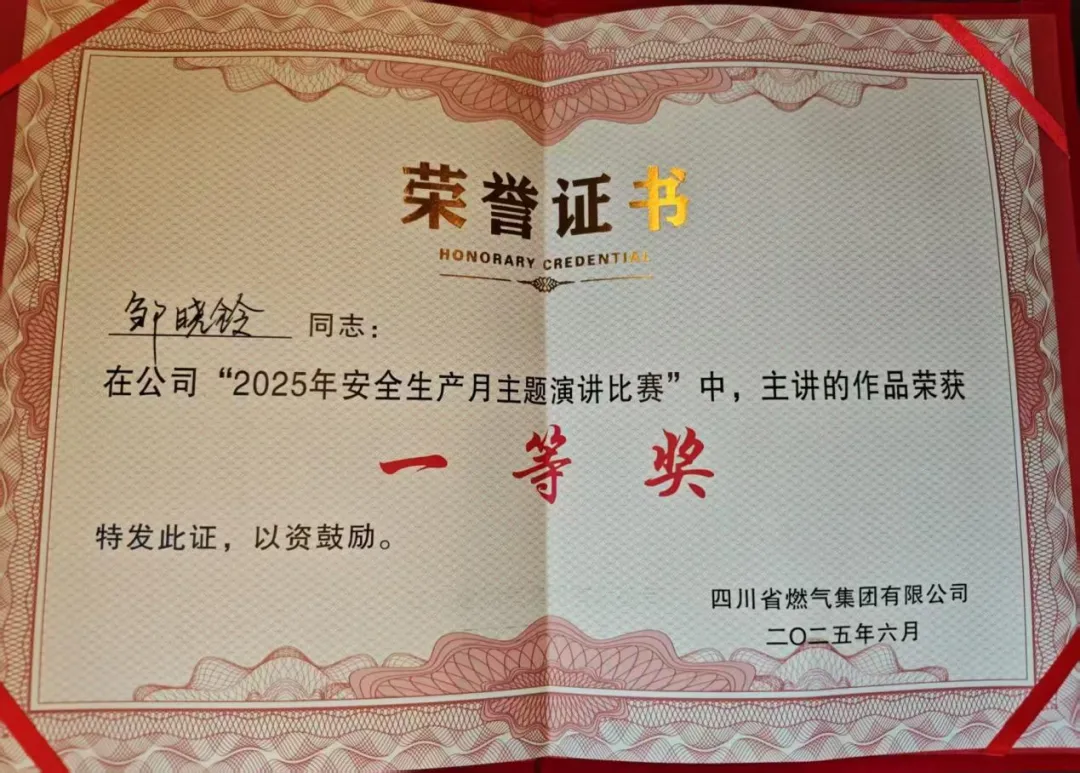 荣誉证书
HONORARY CREDENTIAL
邹晓铃 同志：
在公司“2025年安全生产月主题演讲比赛”中，主讲的作品荣获
一等奖
特发此证，以资鼓励。
四川省燃气集团有限公司
二〇二五年六月